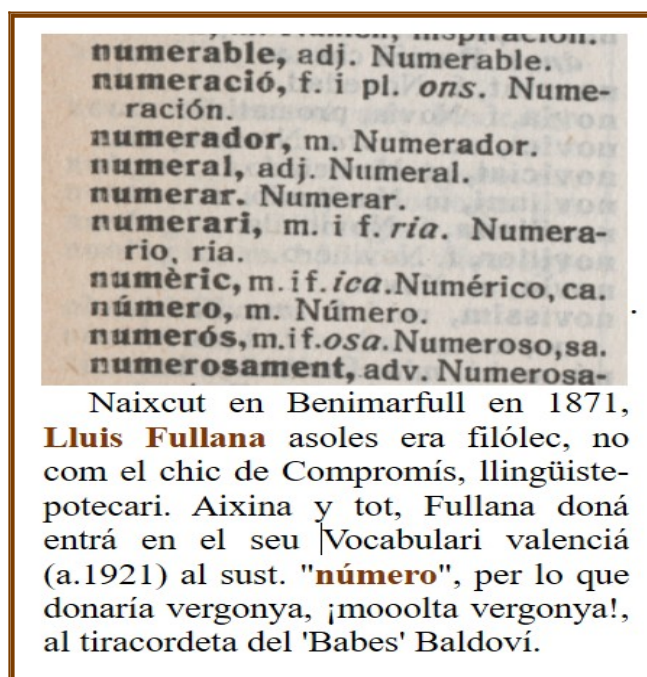 inspiración.
numerable, adj. Numerable.
numeració, f. i pl. ons. Nume-
ración.
numerador, m. Numerador.
numeral, adj. Numeral.
numerar. Numerar.
numerari, m. i f. ria. Numera-
rio, ria.
numèric, m. i f. ica. Numérico, ca.
número, m. Número.
numerós, m. i f. osa. Numeroso, sa.
numerosament, adv. Numerosa-
Naixcut en Benimarfull en 1871,
Lluis Fullana asoles era filólec, no
com el chic de Compromís, llingüiste-
potecari. Aixina y tot, Fullana doná
entrá en el seu Vocabulari valenciá
(a.1921) al sust. "número", per lo que
donaría vergonya, ¡mooolta vergonya!,
al tiracordeta del 'Babes' Baldoví.